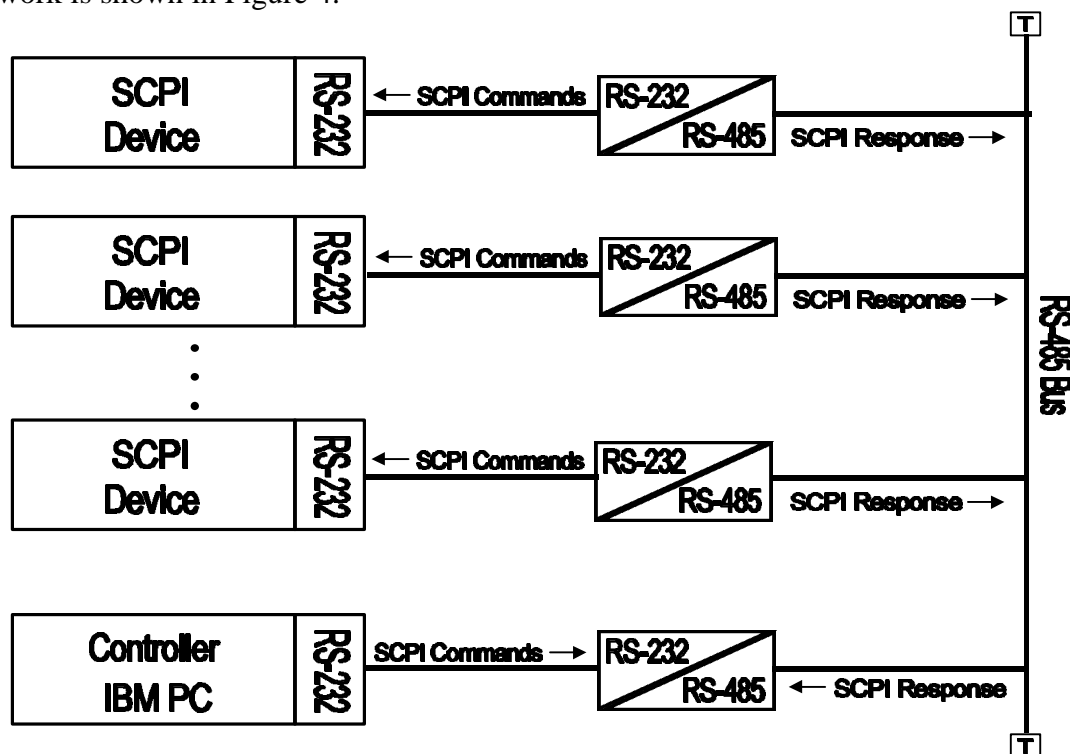 work is shown in Figure 4.
T
SCPI
Device
RS-232
← SCPI Commands
RS-232
RS-485
SCPI Response →
SCPI
Device
RS-232
← SCPI Commands
RS-232
RS-485
SCPI Response →
RS-485 Bus
SCPI
Device
RS-232
← SCPI Commands
RS-232
RS-485
SCPI Response →
Controller
IBM PC
RS-232
SCPI Commands →
RS-232
RS-485
← SCPI Response
T